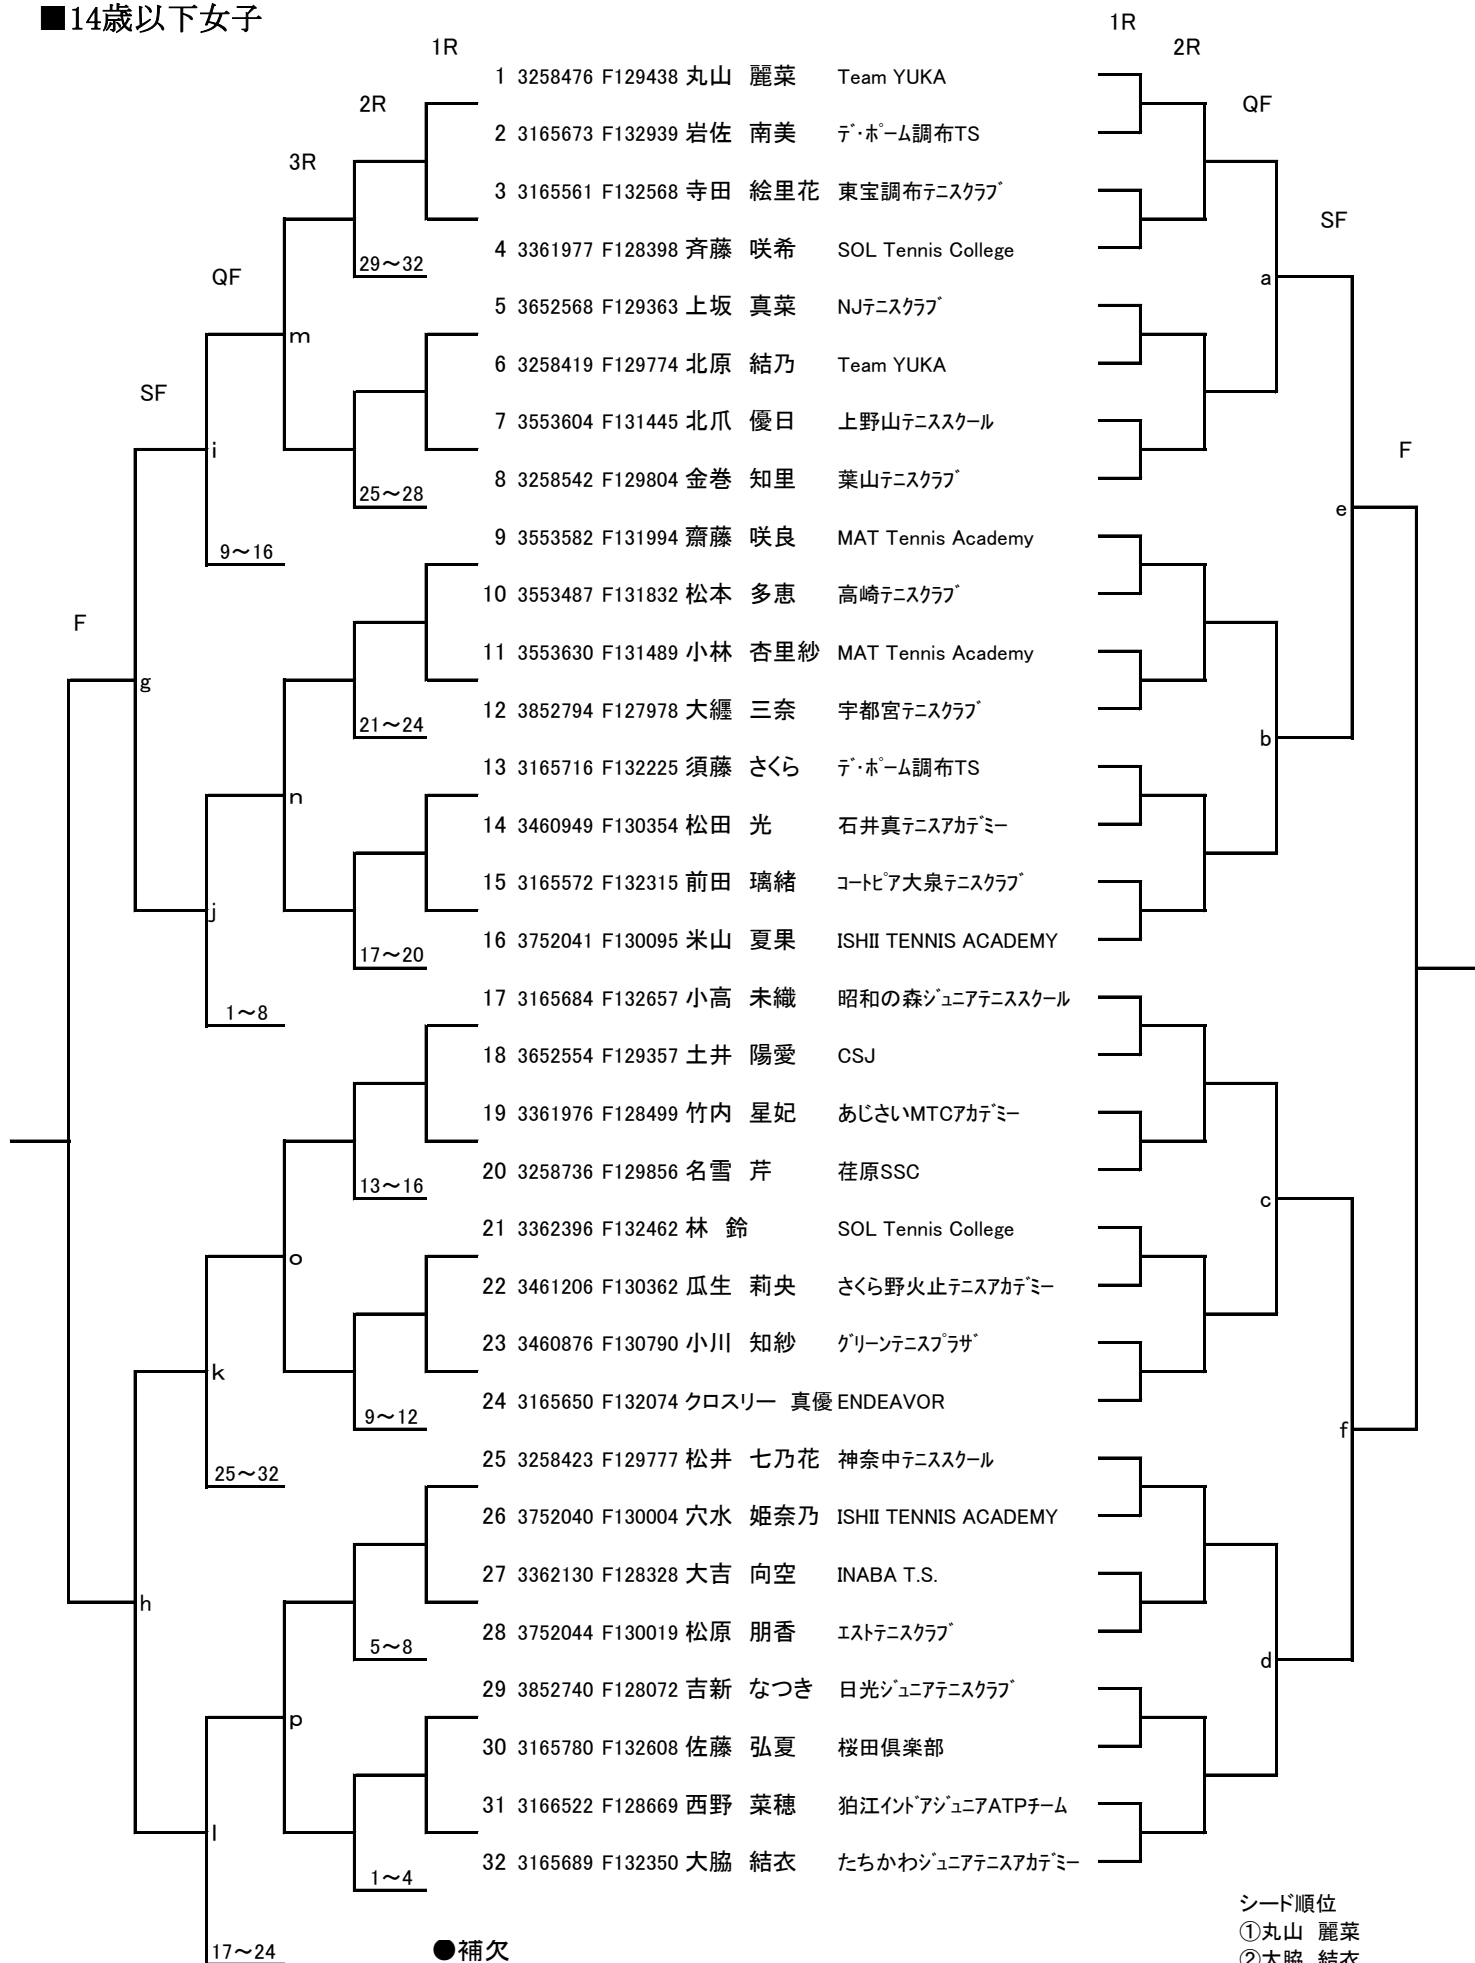 ■14歳以下女子
1R
1R
2R
1 3258476 F129438 丸山 麗菜 Team YUKA
2R
QF
2 3165673 F132939 岩佐 南美 デ・ポーム調布TS
3R
3 3165561 F132568 寺田 絵里花 東宝調布テニスクラブ
SF
4 3361977 F128398 斉藤 咲希 SOL Tennis College
29～32
QF
a
5 3652568 F129363 上坂 真菜 NJテニスクラブ
m
6 3258419 F129774 北原 結乃 Team YUKA
SF
7 3553604 F131445 北爪 優日 上野山テニススクール
i
F
8 3258542 F129804 金巻 知里 葉山テニスクラブ
25～28
e
9 3553582 F131994 齋藤 咲良 MAT Tennis Academy
9～16
10 3553487 F131832 松本 多恵 高崎テニスクラブ
F
11 3553630 F131489 小林 杏里紗 MAT Tennis Academy
g
12 3852794 F127978 大纒 三奈 宇都宮テニスクラブ
21～24
b
13 3165716 F132225 須藤 さくら デ・ポーム調布TS
n
14 3460949 F130354 松田 光 石井真テニスアカデミー
15 3165572 F132315 前田 璃緒 コートピア大泉テニスクラブ
j
16 3752041 F130095 米山 夏果 ISHII TENNIS ACADEMY
17～20
17 3165684 F132657 小高 未織 昭和の森ジュニアテニススクール
1～8
18 3652554 F129357 土井 陽愛 CSJ
19 3361976 F128499 竹内 星妃 あじさいMTCアカデミー
20 3258736 F129856 名雪 芹 荏原SSC
13～16
c
21 3362396 F132462 林 鈴 SOL Tennis College
o
22 3461206 F130362 瓜生 莉央 さくら野火止テニスアカデミー
23 3460876 F130790 小川 知紗 グリーンテニスプラザ
k
24 3165650 F132074 クロスリー 真優 ENDEAVOR
9～12
f
25 3258423 F129777 松井 七乃花 神奈中テニススクール
25～32
26 3752040 F130004 穴水 姫奈乃 ISHII TENNIS ACADEMY
27 3362130 F128328 大吉 向空 INABA T.S.
h
28 3752044 F130019 松原 朋香 エストテニスクラブ
5～8
d
29 3852740 F128072 吉新 なつき 日光ジュニアテニスクラブ
p
30 3165780 F132608 佐藤 弘夏 桜田倶楽部
31 3166522 F128669 西野 菜穂 狛江インドアジュニアATPチーム
l
32 3165689 F132350 大脇 結衣 たちかわジュニアテニスアカデミー
1～4
シード順位
①丸山 麗菜
17～24
●補欠
②大脇 結衣